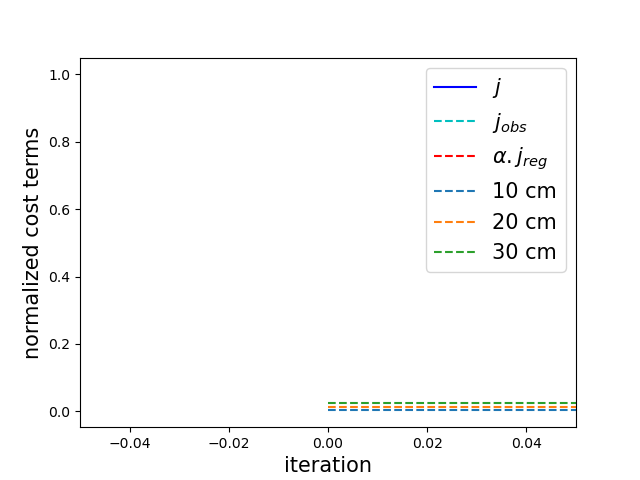 normalized cost terms
1.0
0.8
0.6
0.4
0.2
0.0
j
j_obs
α.j_reg
10 cm
20 cm
30 cm
−0.04 −0.02 0.00 0.02 0.04
iteration